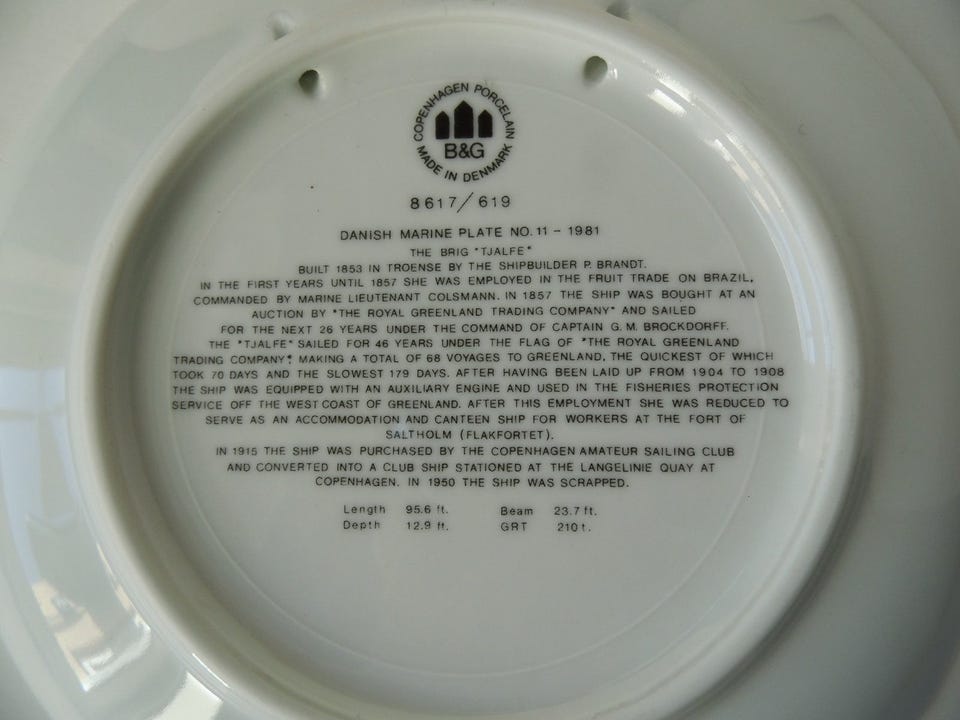 COPENHAGEN PORCELAIN
B&G
MADE IN DENMARK
8617/619
DANISH MARINE PLATE NO. 11 - 1981
THE BRIG "TJALFE"
BUILT 1853 IN TROENSE BY THE SHIPBUILDER P. BRANDT.
IN THE FIRST YEARS UNTIL 1857 SHE WAS EMPLOYED IN THE FRUIT TRADE ON BRAZIL,
COMMANDED BY MARINE LIEUTENANT COLSMANN. IN 1857 THE SHIP WAS BOUGHT AT AN
AUCTION BY "THE ROYAL GREENLAND TRADING COMPANY" AND SAILED
FOR THE NEXT 26 YEARS UNDER THE COMMAND OF CAPTAIN G. M. BROCKDORFF.
THE "TJALFE" SAILED FOR 46 YEARS UNDER THE FLAG OF "THE ROYAL GREENLAND
TRADING COMPANY", MAKING A TOTAL OF 68 VOYAGES TO GREENLAND, THE QUICKEST OF WHICH
TOOK 70 DAYS AND THE SLOWEST 179 DAYS. AFTER HAVING BEEN LAID UP FROM 1904 TO 1908
THE SHIP WAS EQUIPPED WITH AN AUXILIARY ENGINE AND USED IN THE FISHERIES PROTECTION
SERVICE OFF THE WEST COAST OF GREENLAND. AFTER THIS EMPLOYMENT SHE WAS REDUCED TO
SERVE AS AN ACCOMMODATION AND CANTEEN SHIP FOR WORKERS AT THE FORT OF
SALTHOLM (FLAKFORTET).
IN 1915 THE SHIP WAS PURCHASED BY THE COPENHAGEN AMATEUR SAILING CLUB
AND CONVERTED INTO A CLUB SHIP STATIONED AT THE LANGELINIE QUAY AT
COPENHAGEN. IN 1950 THE SHIP WAS SCRAPPED.
Length 95.6 ft. Beam 23.7 ft.
Depth 12.9 ft. GRT 210 t.